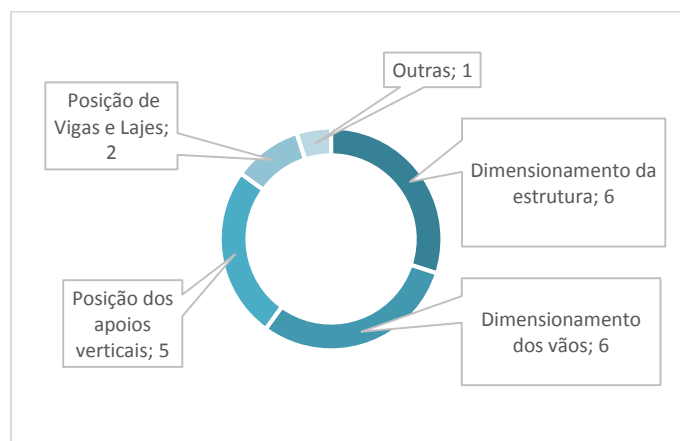 Outras; 1
Posição de
Vigas e Lajes;
2
Dimensionamento da
estrutura; 6
Posição dos
apoios
verticais; 5
Dimensionamento
dos vãos; 6